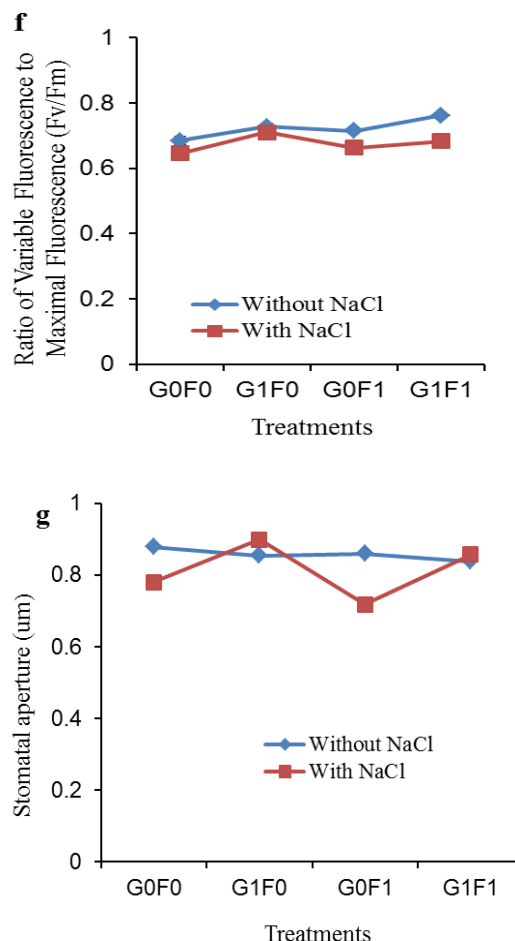 f
Ratio of Variable Fluorescence to
Maximal Fluorescence (Fv/Fm)
1
0.8
0.6
0.4
0.2
0
Without NaCl
With NaCl
G0F0 G1F0 G0F1 G1F1
Treatments
g
Stomatal aperture (um)
1
0.8
0.6
0.4
0.2
0
Without NaCl
With NaCl
G0F0 G1F0 G0F1 G1F1
Treatments